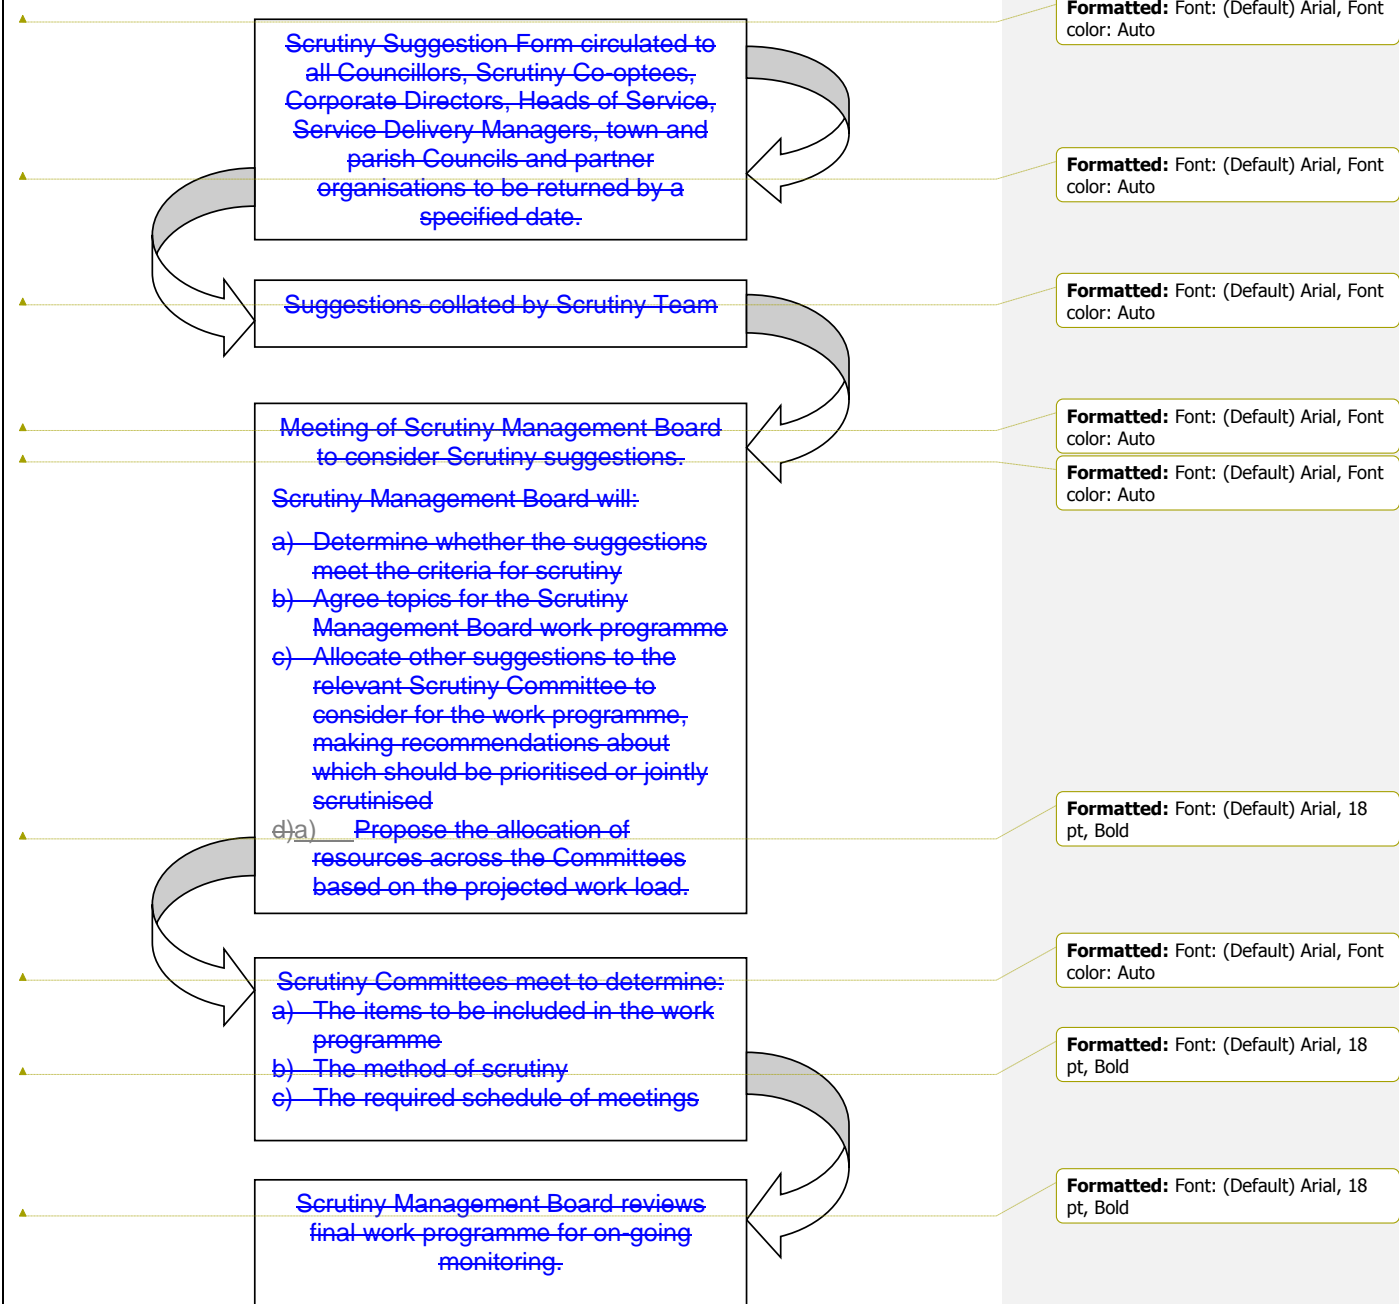 Scrutiny Suggestion Form circulated to
all Councillors, Scrutiny Co-optees,
Corporate Directors, Heads of Service,
Service Delivery Managers, town and
parish Councils and partner
organisations to be returned by a
specified date.
Suggestions collated by Scrutiny Team
Meeting of Scrutiny Management Board
to consider Scrutiny suggestions.
Scrutiny Management Board will:
a) Determine whether the suggestions
meet the criteria for scrutiny
b) Agree topics for the Scrutiny
Management Board work programme
c) Allocate other suggestions to the
relevant Scrutiny Committee to
consider for the work programme,
making recommendations about
which should be prioritised or jointly
scrutinised
d)a) Propose the allocation of
resources across the Committees
based on the projected work load.
Scrutiny Committees meet to determine:
a) The items to be included in the work
programme
b) The method of scrutiny
c) The required schedule of meetings
Scrutiny Management Board reviews
final work programme for on-going
monitoring.
Formatted: Font: (Default) Arial, Font
color: Auto
Formatted: Font: (Default) Arial, Font
color: Auto
Formatted: Font: (Default) Arial, Font
color: Auto
Formatted: Font: (Default) Arial, Font
color: Auto
Formatted: Font: (Default) Arial, Font
color: Auto
Formatted: Font: (Default) Arial, 18
pt, Bold
Formatted: Font: (Default) Arial, Font
color: Auto
Formatted: Font: (Default) Arial, 18
pt, Bold
Formatted: Font: (Default) Arial, 18
pt, Bold